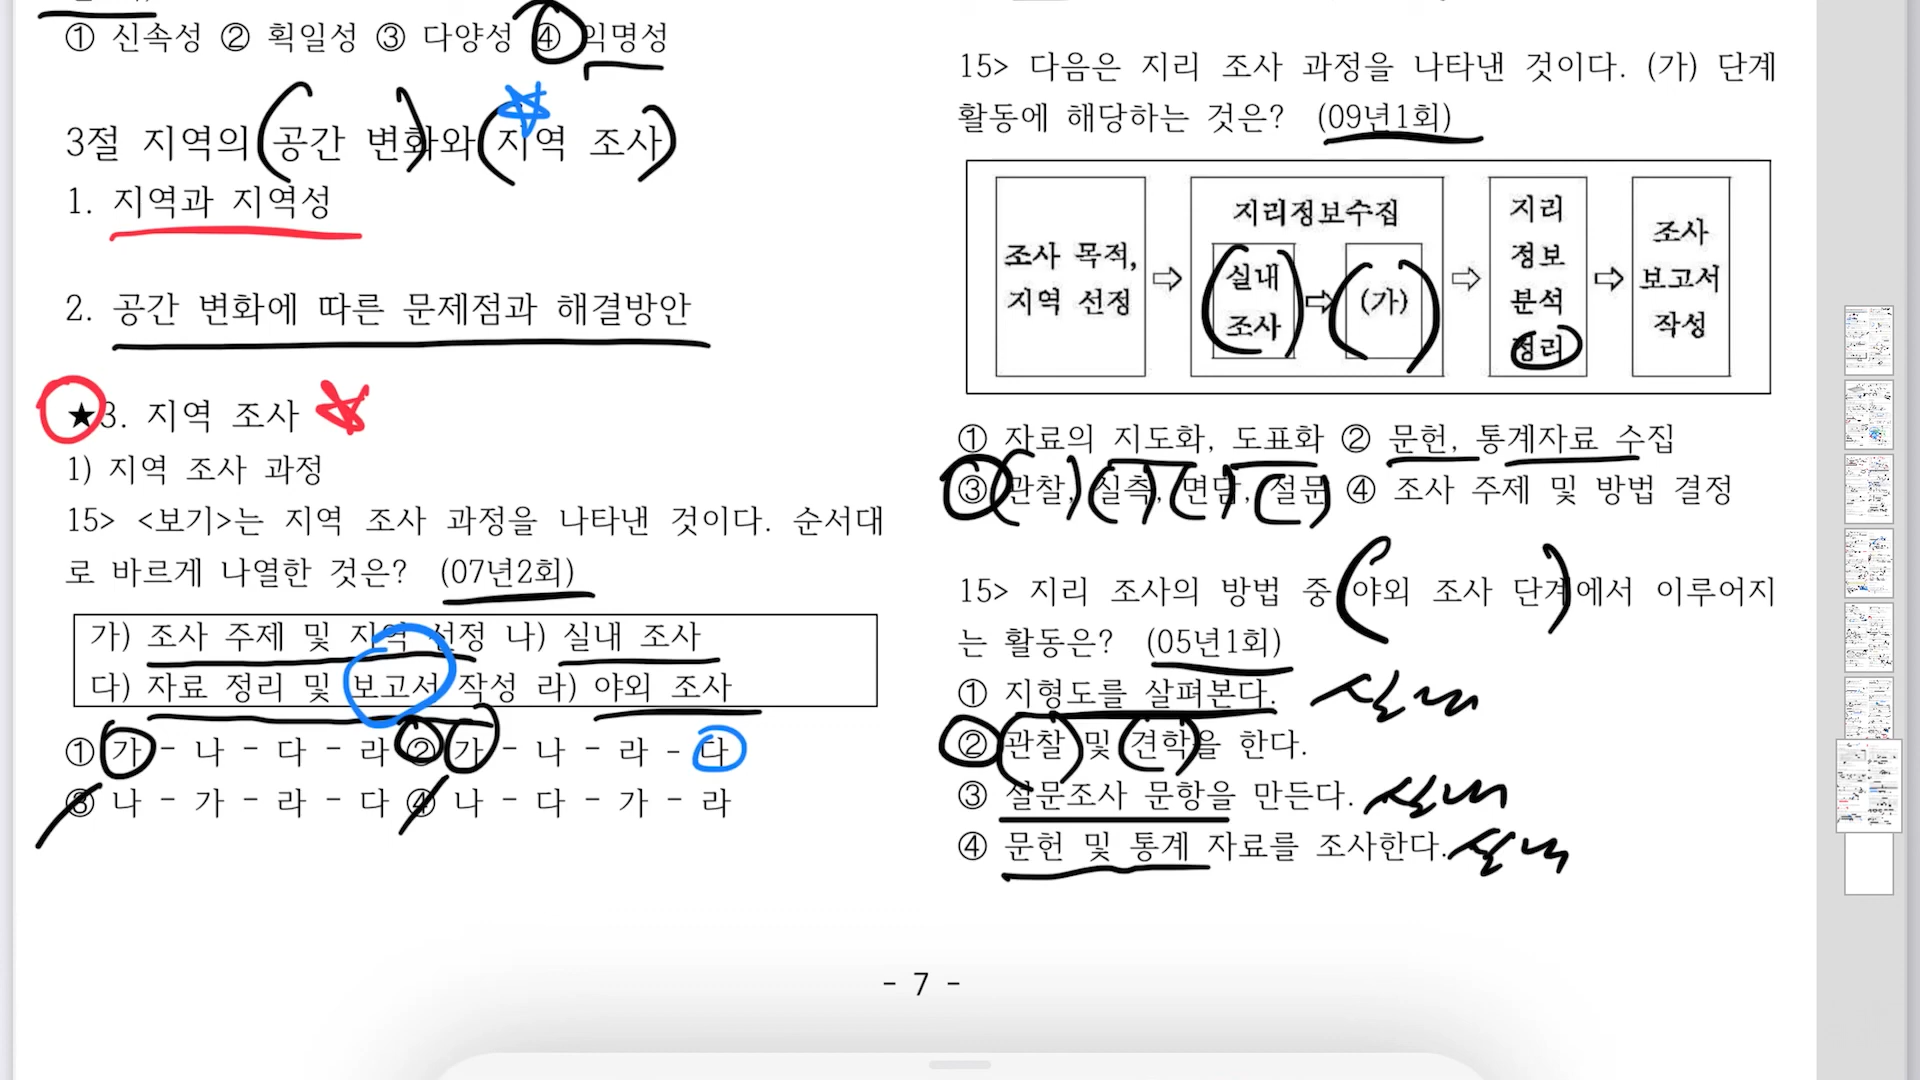 ① 신속성 ② 획일성 ③ 다양성 ④ 익명성
3절 지역의 공간 변화와 지역 조사
1. 지역과 지역성
2. 공간 변화에 따른 문제점과 해결방안
★3. 지역 조사
1) 지역 조사 과정
15> <보기>는 지역 조사 과정을 나타낸 것이다. 순서대
로 바르게 나열한 것은? (07년2회)
가) 조사 주제 및 지역 선정 나) 실내 조사
다) 자료 정리 및 보고서 작성 라) 야외 조사
① 가 - 나 - 다 - 라 ② 가 - 나 - 라 - 다
③ 나 - 가 - 라 - 다 ④ 나 - 다 - 가 - 라
15> 다음은 지리 조사 과정을 나타낸 것이다. (가) 단계
활동에 해당하는 것은? (09년1회)
조사 목적,
지역 선정
⇨
지리정보수집
실내
조사
⇨
(가)
⇨
지리
정보
분석
정리
⇨
조사
보고서
작성
① 자료의 지도화, 도표화 ② 문헌, 통계자료 수집
③ 관찰, 실측, 면담, 설문 ④ 조사 주제 및 방법 결정
15> 지리 조사의 방법 중 야외 조사 단계에서 이루어지
는 활동은? (05년1회)
① 지형도를 살펴본다. 실내
② 관찰 및 견학을 한다.
③ 설문조사 문항을 만든다. 실내
④ 문헌 및 통계 자료를 조사한다. 실내
- 7 -